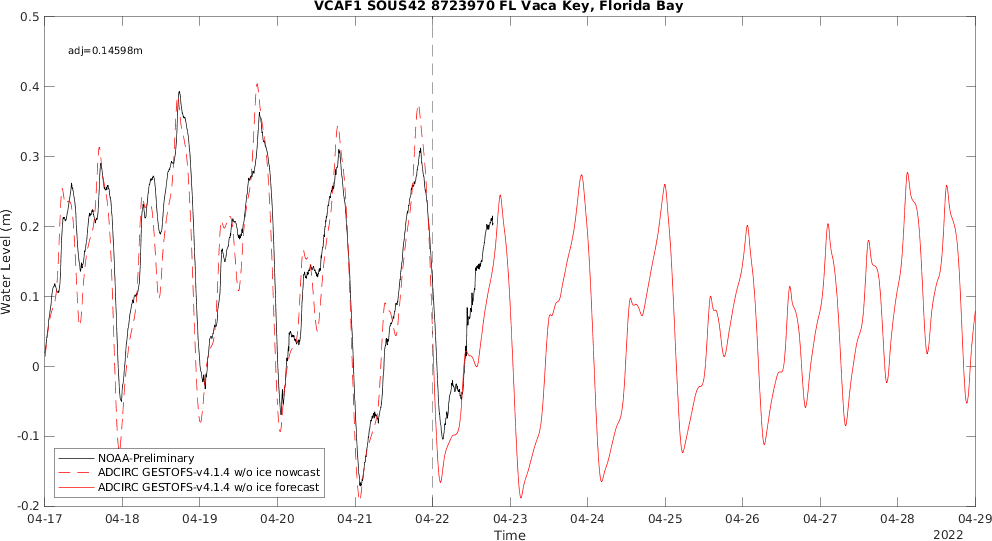 VCAF1 SOUS42 8723970 FL Vaca Key, Florida Bay
adj=0.14598m
0.5
0.4
0.3
0.2
0.1
0
-0.1
-0.2
Water Level (m)
NOAA-Preliminary
ADCIRC GESTOFS-v4.1.4 w/o ice nowcast
ADCIRC GESTOFS-v4.1.4 w/o ice forecast
04-17 04-18 04-19 04-20 04-21 04-22 04-23 04-24 04-25 04-26 04-27 04-28 04-29
Time
2022